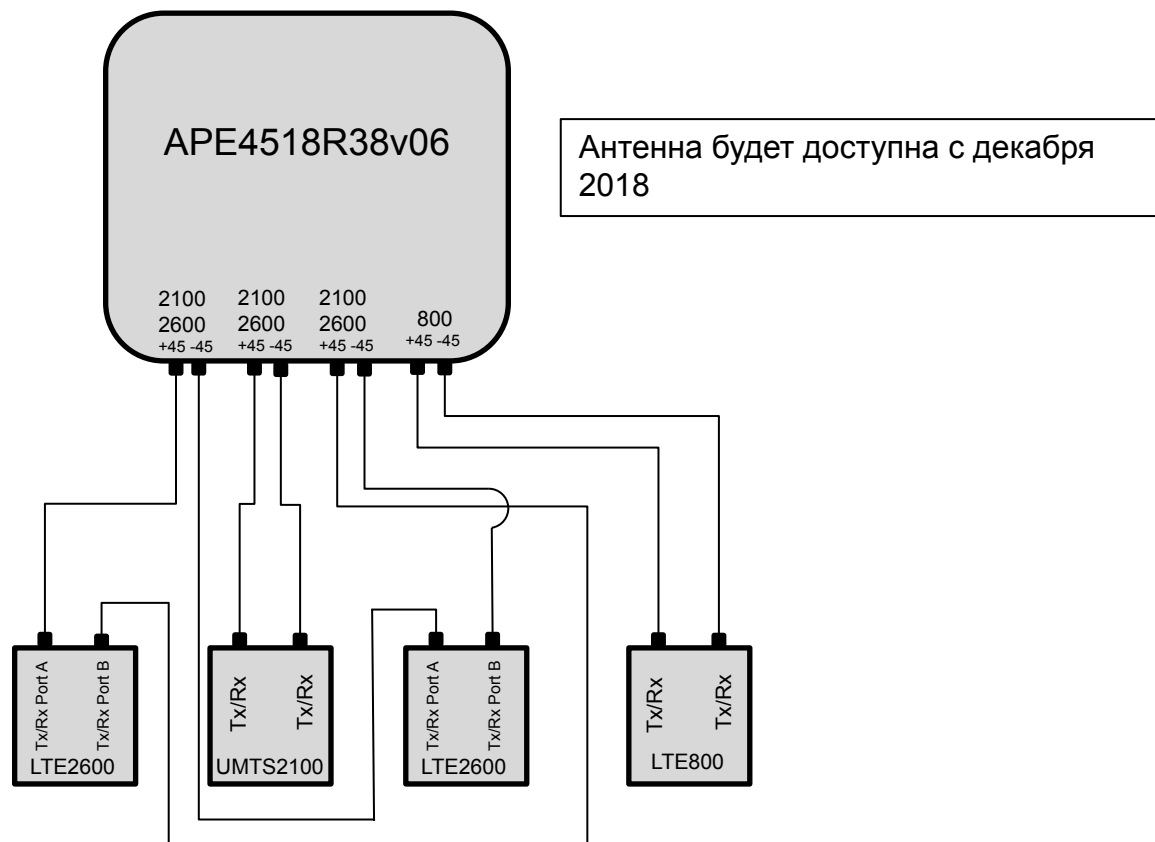 APE4518R38v06
Антенна будет доступна с декабря
2018
2100 2100 2100
2600 2600 2600 800
+45 -45 +45 -45 +45 -45 +45 -45
Tx/Rx Port A
Tx/Rx Port B
LTE2600
Tx/Rx
Tx/Rx
UMTS2100
Tx/Rx Port A
Tx/Rx Port B
LTE2600
Tx/Rx
Tx/Rx
LTE800